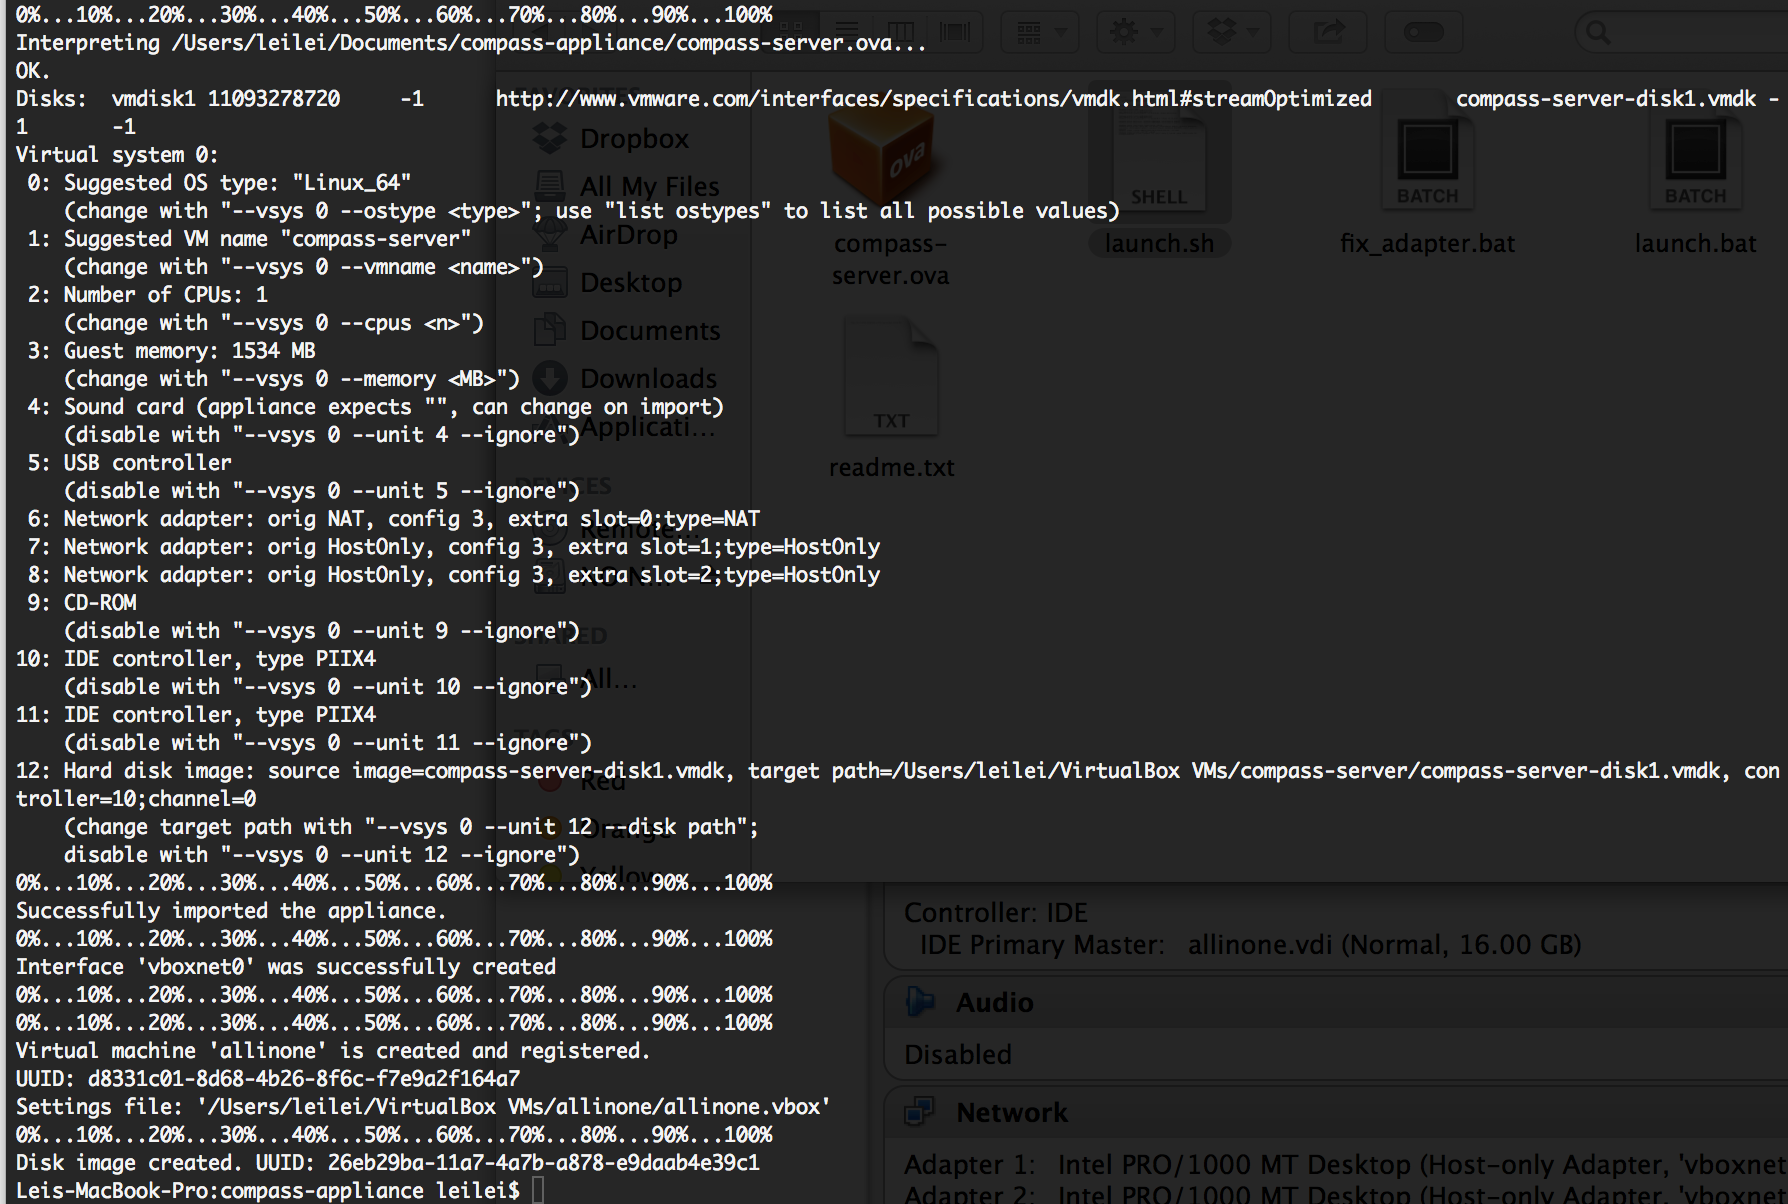 0%...10%...20%...30%...40%...50%...60%...70%...80%...90%...100%
Interpreting /Users/leilei/Documents/compass-appliance/compass-server.ova...
OK.
Disks:  vmdisk1 11093278720     -1      http://www.vmware.com/interfaces/specifications/vmdk.html#streamOptimized       compass-server-disk1.vmdk -
1       -1
Virtual system 0:
 0: Suggested OS type: "Linux_64"
    (change with "--vsys 0 --ostype <type>"; use "list ostypes" to list all possible values)
 1: Suggested VM name "compass-server"
    (change with "--vsys 0 --vmname <name>")
 2: Number of CPUs: 1
    (change with "--vsys 0 --cpus <n>")
 3: Guest memory: 1534 MB
    (change with "--vsys 0 --memory <MB>")
 4: Sound card (appliance expects "", can change on import)
    (disable with "--vsys 0 --unit 4 --ignore")
 5: USB controller
    (disable with "--vsys 0 --unit 5 --ignore")
 6: Network adapter: orig NAT, config 3, extra slot=0;type=NAT
 7: Network adapter: orig HostOnly, config 3, extra slot=1;type=HostOnly
 8: Network adapter: orig HostOnly, config 3, extra slot=2;type=HostOnly
 9: CD-ROM
    (disable with "--vsys 0 --unit 9 --ignore")
10: IDE controller, type PIIX4
    (disable with "--vsys 0 --unit 10 --ignore")
11: IDE controller, type PIIX4
    (disable with "--vsys 0 --unit 11 --ignore")
12: Hard disk image: source image=compass-server-disk1.vmdk, target path=/Users/leilei/VirtualBox VMs/compass-server/compass-server-disk1.vmdk, con
troller=10;channel=0
    (change target path with "--vsys 0 --unit 12 --disk path";
    disable with "--vsys 0 --unit 12 --ignore")
0%...10%...20%...30%...40%...50%...60%...70%...80%...90%...100%
Successfully imported the appliance.
0%...10%...20%...30%...40%...50%...60%...70%...80%...90%...100%
Interface 'vboxnet0' was successfully created
0%...10%...20%...30%...40%...50%...60%...70%...80%...90%...100%
0%...10%...20%...30%...40%...50%...60%...70%...80%...90%...100%
Virtual machine 'allinone' is created and registered.
UUID: d8331c01-8d68-4b26-8f6c-f7e9a2f164a7
Settings file: '/Users/leilei/VirtualBox VMs/allinone/allinone.vbox'
0%...10%...20%...30%...40%...50%...60%...70%...80%...90%...100%
Disk image created. UUID: 26eb29ba-11a7-4a7b-a878-e9daab4e39c1
Leis-MacBook-Pro:compass-appliance leilei$
Dropbox
All My Files
AirDrop
Desktop
Documents
Downloads
Applicati...
DEVICES
Remote...
SHARED
All...
TAGS
Red
Orange
Yellow
ova
compass-
server.ova
SHELL
launch.sh
BATCH
fix_adapter.bat
BATCH
launch.bat
TXT
readme.txt
Controller: IDE
IDE Primary Master:   allinone.vdi (Normal, 16.00 GB)
Audio
Disabled
Network
Adapter 1:   Intel PRO/1000 MT Desktop (Host-only Adapter, 'vboxnet
Adapter 2:   Intel PRO/1000 MT Desktop (Host-only Adapter, 'vboxnet